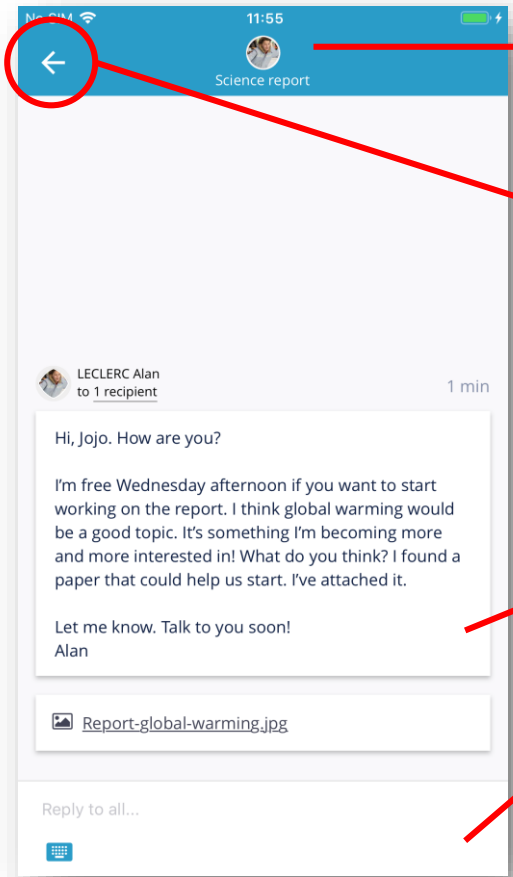 No SIM
11:55
Science report
LECLERC Alan
to 1 recipient
1 min
Hi, Jojo. How are you?
I'm free Wednesday afternoon if you want to start
working on the report. I think global warming would
be a good topic. It's something I'm becoming more
and more interested in! What do you think? I found a
paper that could help us start. I've attached it.
Let me know. Talk to you soon!
Alan
Report-global-warming.jpg
Reply to all...